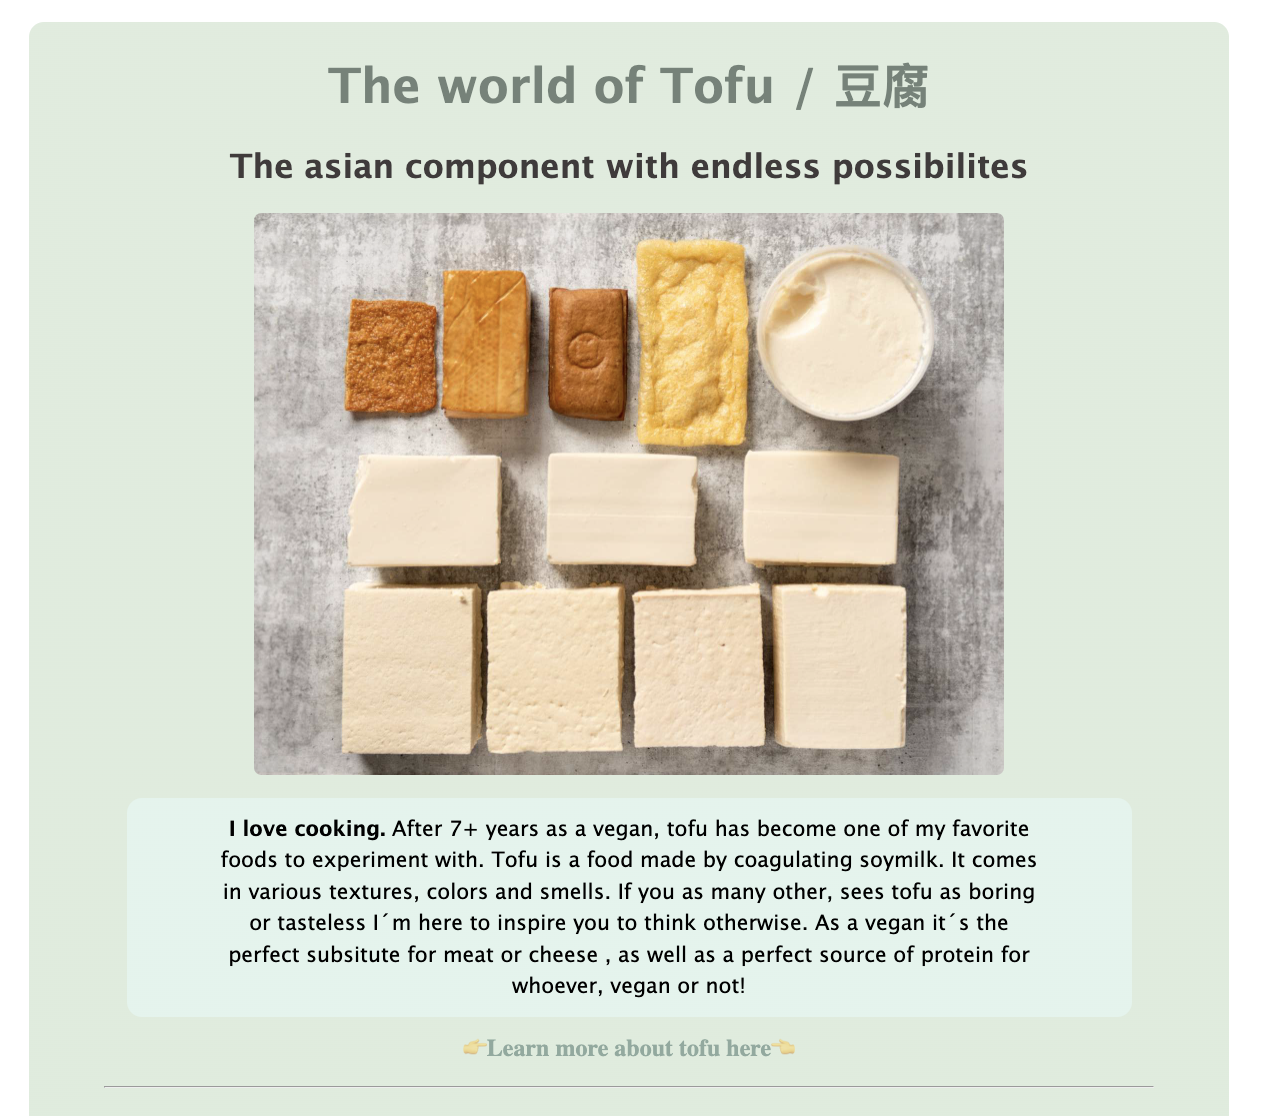 The world of Tofu / 豆腐
The asian component with endless possibilites
I love cooking. After 7+ years as a vegan, tofu has become one of my favorite
foods to experiment with. Tofu is a food made by coagulating soymilk. It comes
in various textures, colors and smells. If you as many other, sees tofu as boring
or tasteless I´m here to inspire you to think otherwise. As a vegan it´s the
perfect subsitute for meat or cheese , as well as a perfect source of protein for
whoever, vegan or not!
👉Learn more about tofu here👈